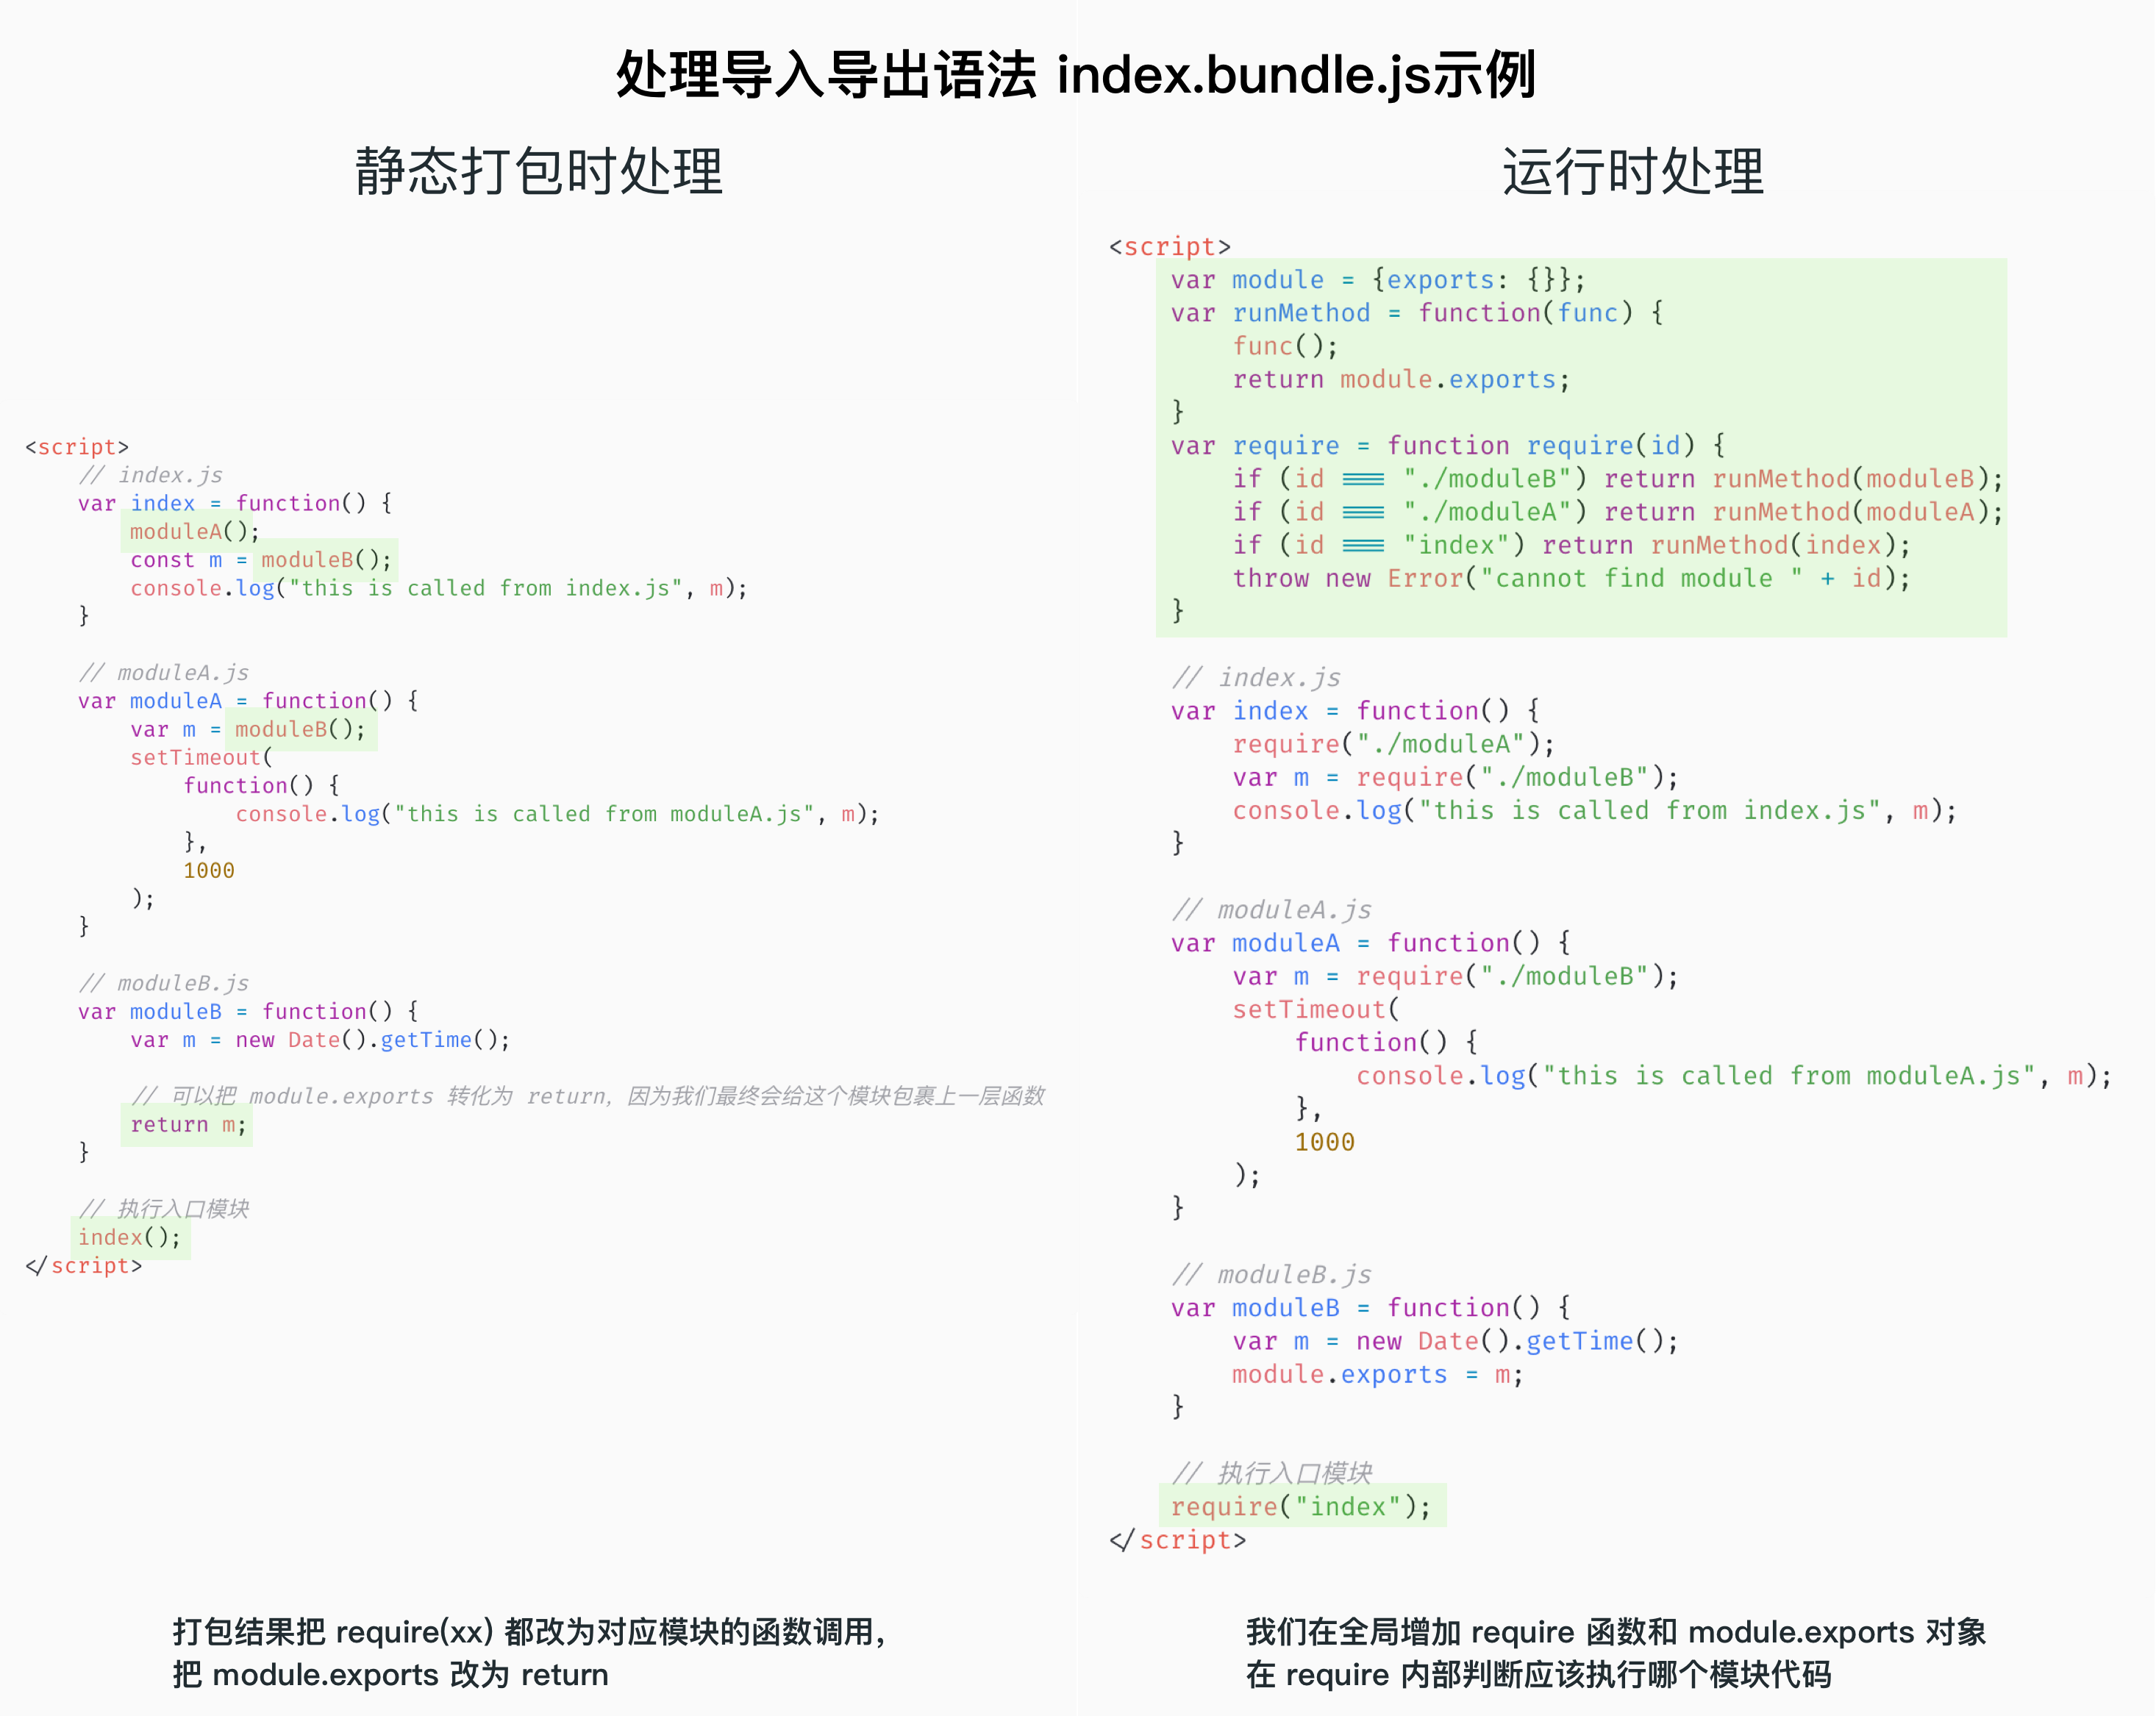 处理导入导出语法 index.bundle.js示例
静态打包时处理
<script>
    // index.js
    var index = function() {
        moduleA();
        const m = moduleB();
        console.log("this is called from index.js", m);
    }

    // moduleA.js
    var moduleA = function() {
        var m = moduleB();
        setTimeout(
            function() {
                console.log("this is called from moduleA.js", m);
            },
            1000
        );
    }

    // moduleB.js
    var moduleB = function() {
        var m = new Date().getTime();

        // 可以把 module.exports 转化为 return，因为我们最终会给这个模块包裹上一层函数
        return m;
    }

    // 执行入口模块
    index();
</script>
打包结果把 require(xx) 都改为对应模块的函数调用，
把 module.exports 改为 return
运行时处理
<script>
    var module = {exports: {}};
    var runMethod = function(func) {
        func();
        return module.exports;
    }
    var require = function require(id) {
        if (id === "./moduleB") return runMethod(moduleB);
        if (id === "./moduleA") return runMethod(moduleA);
        if (id === "index") return runMethod(index);
        throw new Error("cannot find module " + id);
    }

    // index.js
    var index = function() {
        require("./moduleA");
        var m = require("./moduleB");
        console.log("this is called from index.js", m);
    }

    // moduleA.js
    var moduleA = function() {
        var m = require("./moduleB");
        setTimeout(
            function() {
                console.log("this is called from moduleA.js", m);
            },
            1000
        );
    }

    // moduleB.js
    var moduleB = function() {
        var m = new Date().getTime();
        module.exports = m;
    }

    // 执行入口模块
    require("index");
</script>
我们在全局增加 require 函数和 module.exports 对象
在 require 内部判断应该执行哪个模块代码